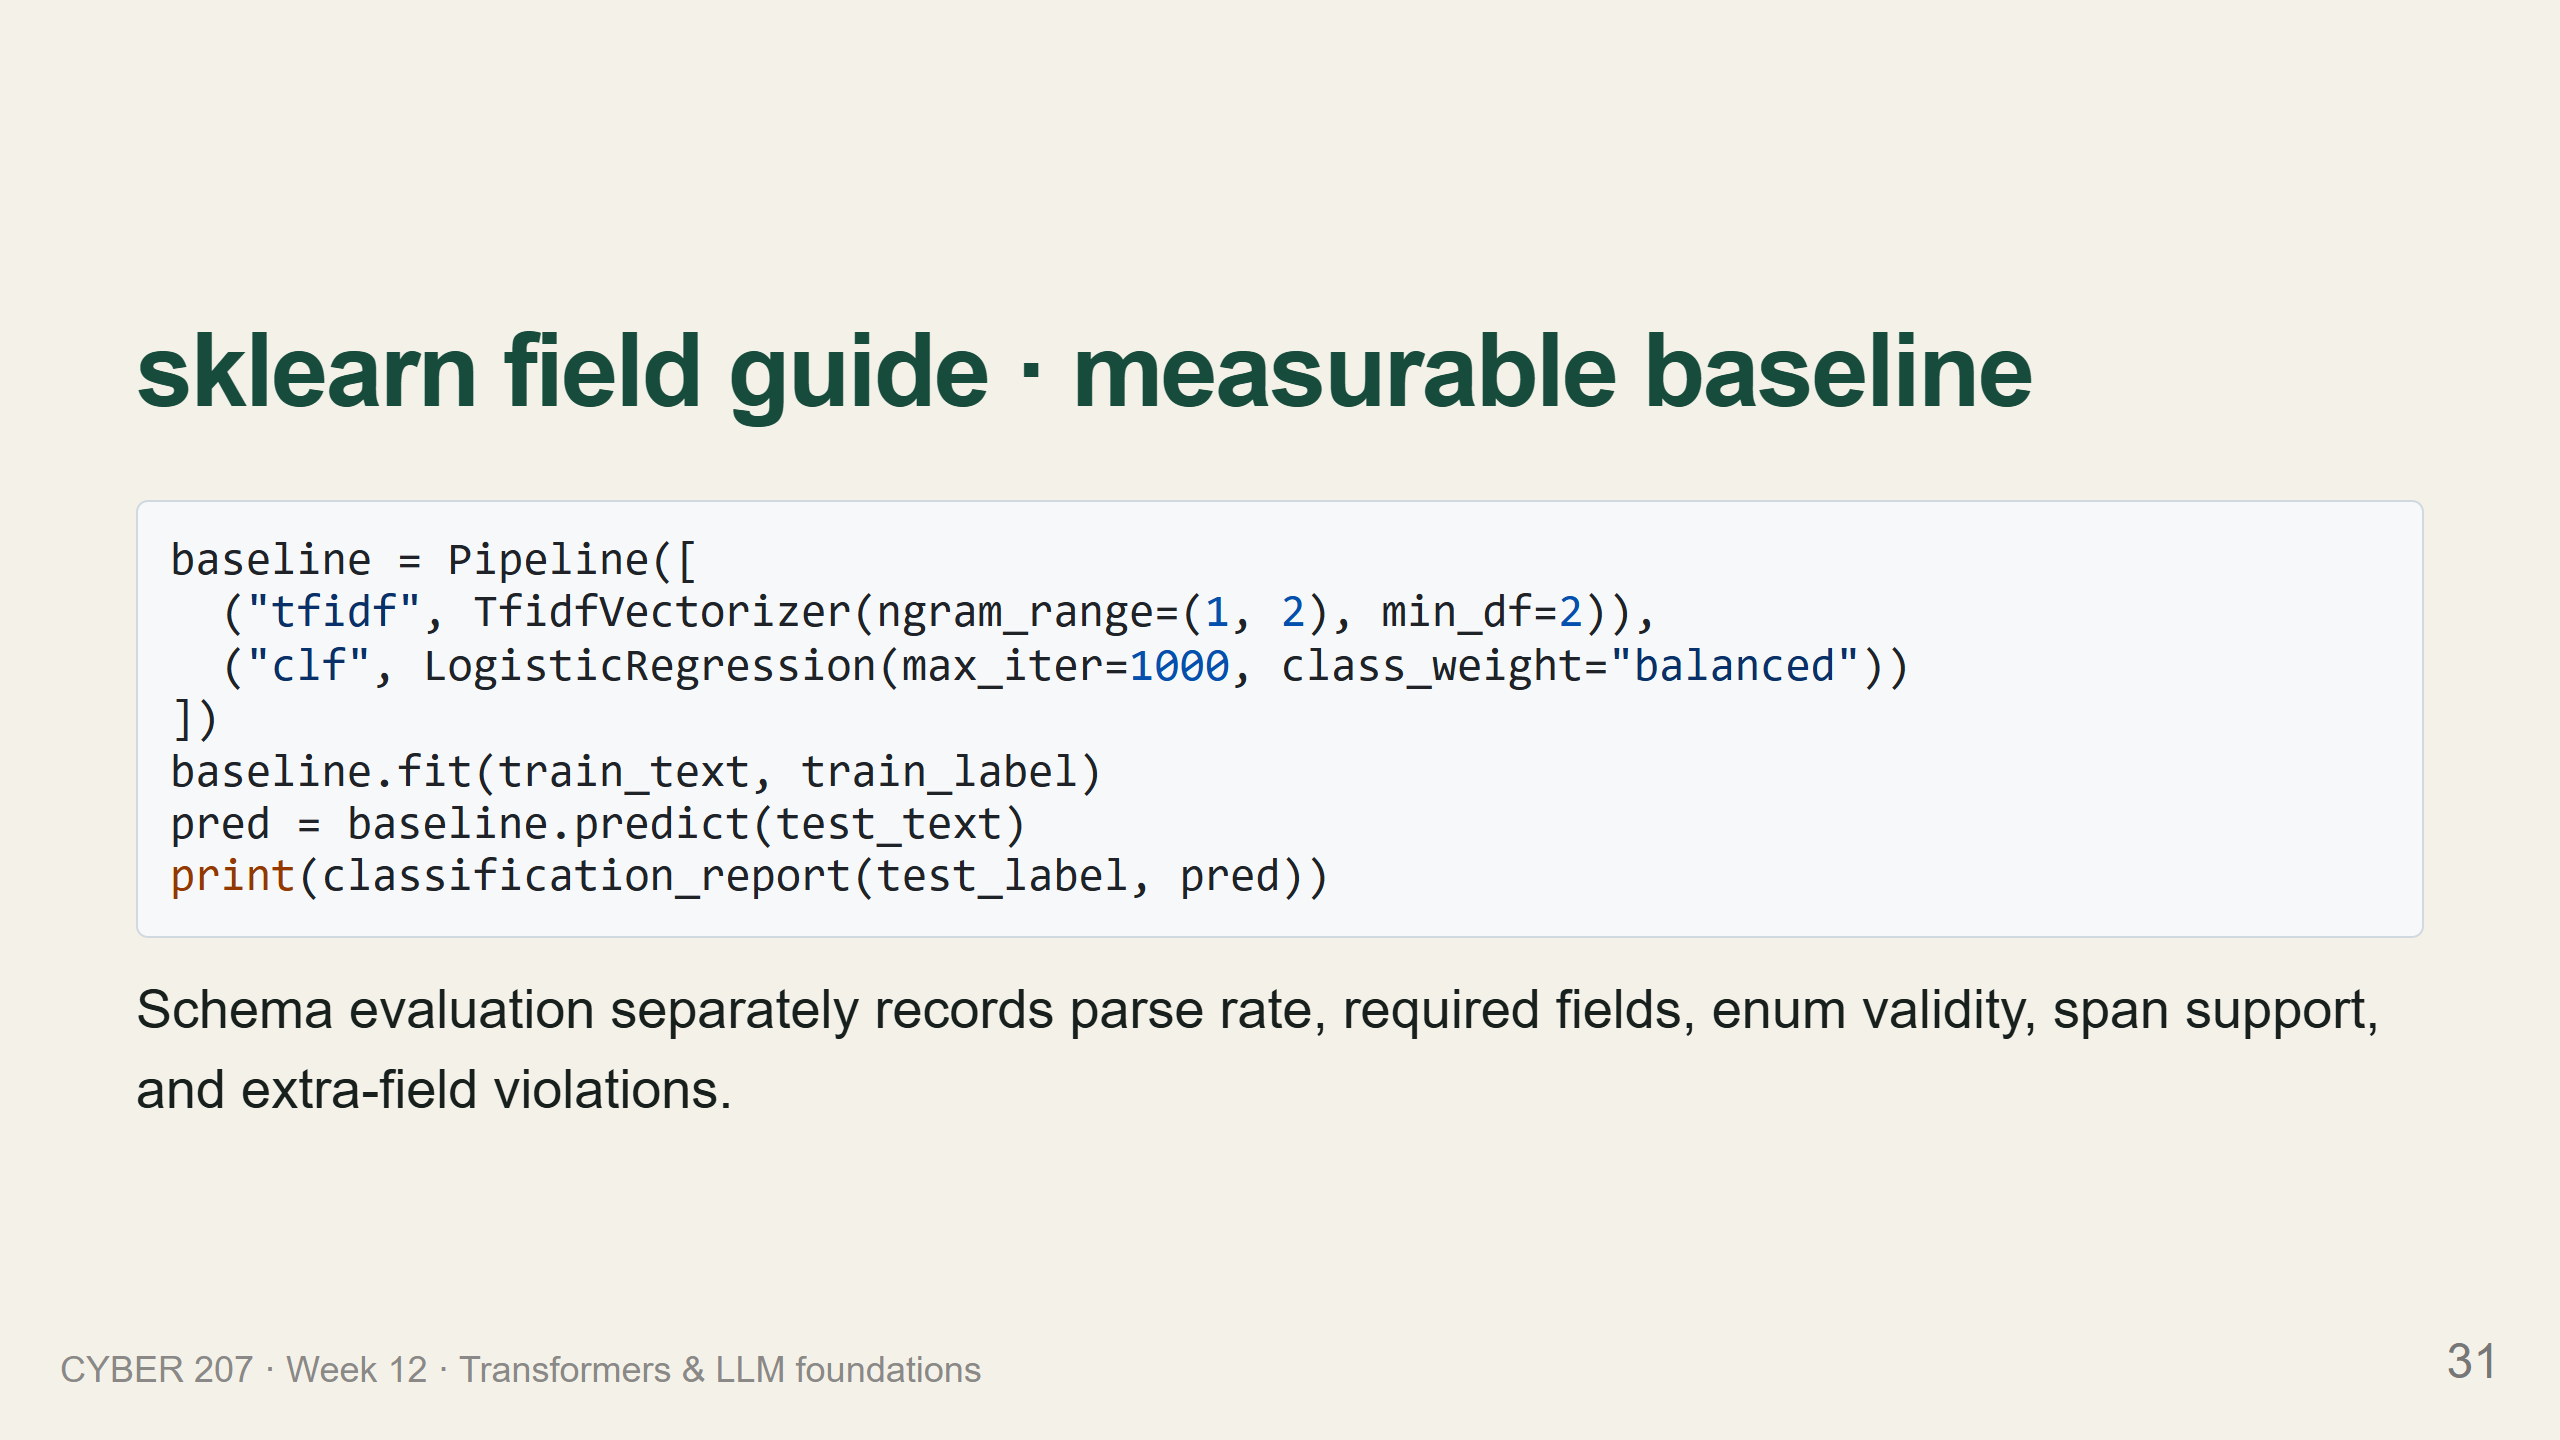 sklearn field guide · measurable baseline
baseline = Pipeline([
  ("tfidf", TfidfVectorizer(ngram_range=(1, 2), min_df=2)),
  ("clf", LogisticRegression(max_iter=1000, class_weight="balanced"))
])
baseline.fit(train_text, train_label)
pred = baseline.predict(test_text)
print(classification_report(test_label, pred))
Schema evaluation separately records parse rate, required fields, enum validity, span support,
and extra-field violations.
CYBER 207 · Week 12 · Transformers & LLM foundations
31